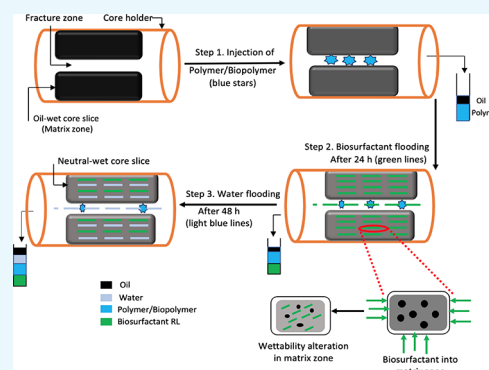 Fracture zone
Core holder
Oil-wet core slice
(Matrix zone)
Step 1. Injection of
Polymer/Biopolymer
(blue stars)
Oil
Step 2. Biosurfactant flooding
After 24 h (green lines)
Neutral-wet core slice
Step 3. Water flooding
After 48 h
(light blue lines)
Oil
Water
Polymer/Biopolymer
Biosurfactant RL
Wettability alteration
in matrix zone
Biosurfactant into